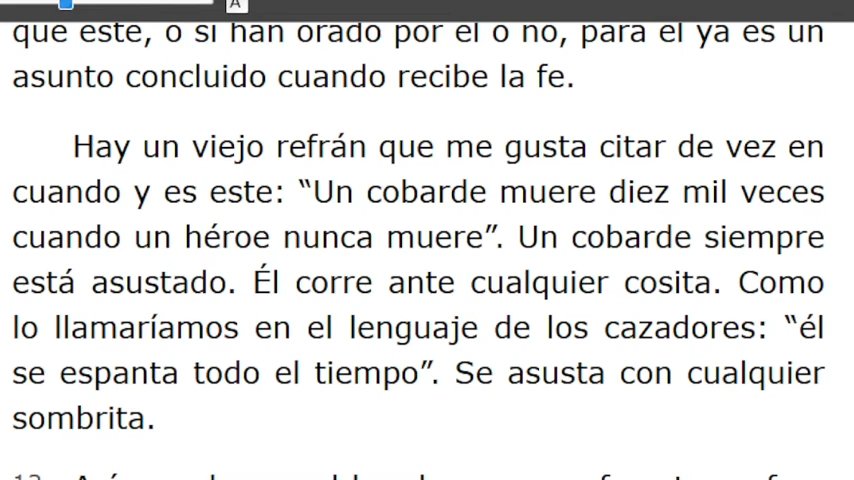 A
que este, o si han orado por él o no, para él ya es un
asunto concluido cuando recibe la fe.
Hay un viejo refrán que me gusta citar de vez en
cuando y es este: “Un cobarde muere diez mil veces
cuando un héroe nunca muere”. Un cobarde siempre
está asustado. Él corre ante cualquier cosita. Como
lo llamaríamos en el lenguaje de los cazadores: “él
se espanta todo el tiempo”. Se asusta con cualquier
sombrita.